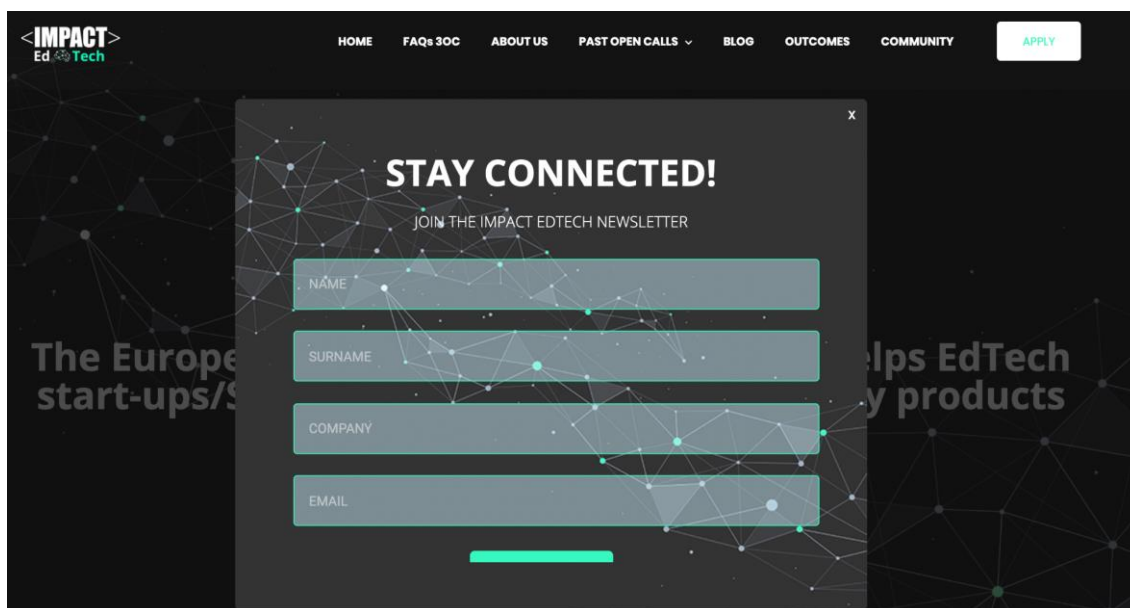 <IMPACT>
Ed Tech
HOME FAQs 3OC ABOUT US PAST OPEN CALLS BLOG OUTCOMES COMMUNITY APPLY
X
STAY CONNECTED!
JOIN THE IMPACT EDTECH NEWSLETTER
NAME
SURNAME
COMPANY
EMAIL
The Europe elps EdTech
start-ups/S y products